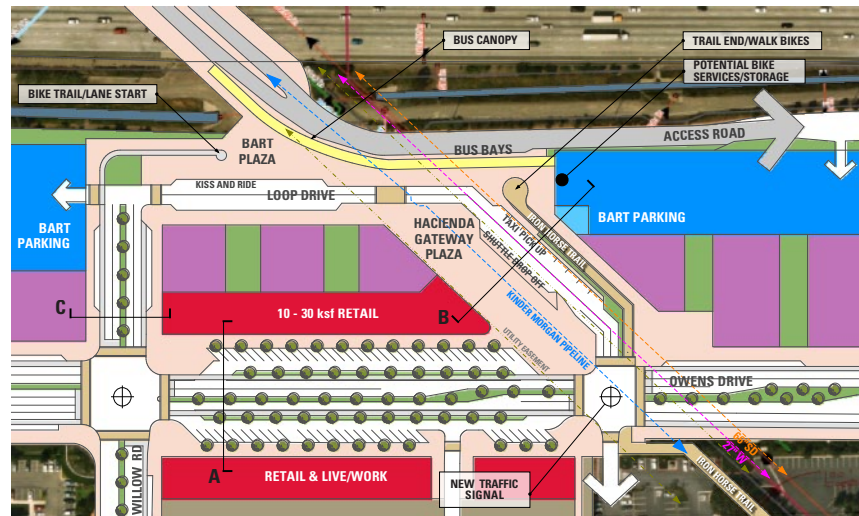 BUS CANOPY
TRAIL END/WALK BIKES
POTENTIAL BIKE
SERVICES/STORAGE
BIKE TRAIL/LANE START
BART
PLAZA
BUS BAYS
ACCESS ROAD
KISS AND RIDE
LOOP DRIVE
BART
PARKING
HACIENDA
GATEWAY
PLAZA
TAXI PICK UP
SHUTTLE DROP OFF
IRON HORSE TRAIL
BART PARKING
C
10 - 30 ksf RETAIL
B
KINDER MORGAN PIPELINE
UTILITY EASEMENT
OWENS DRIVE
WILLOW RD
A
RETAIL & LIVE/WORK
NEW TRAFFIC
SIGNAL
IRON HORSE TRAIL